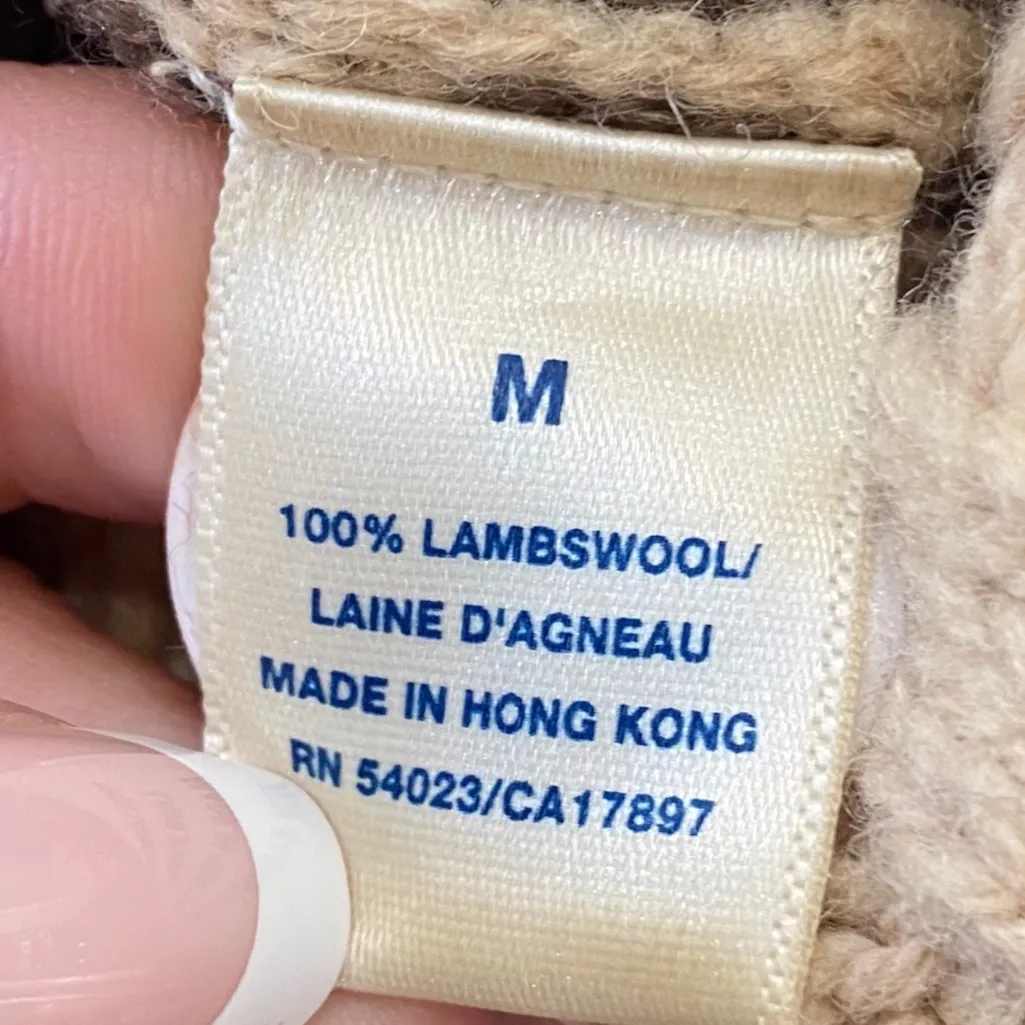 M
100% LAMBSWOOL/
LAINE D'AGNEAU
MADE IN HONG KONG
RN 54023/CA17897